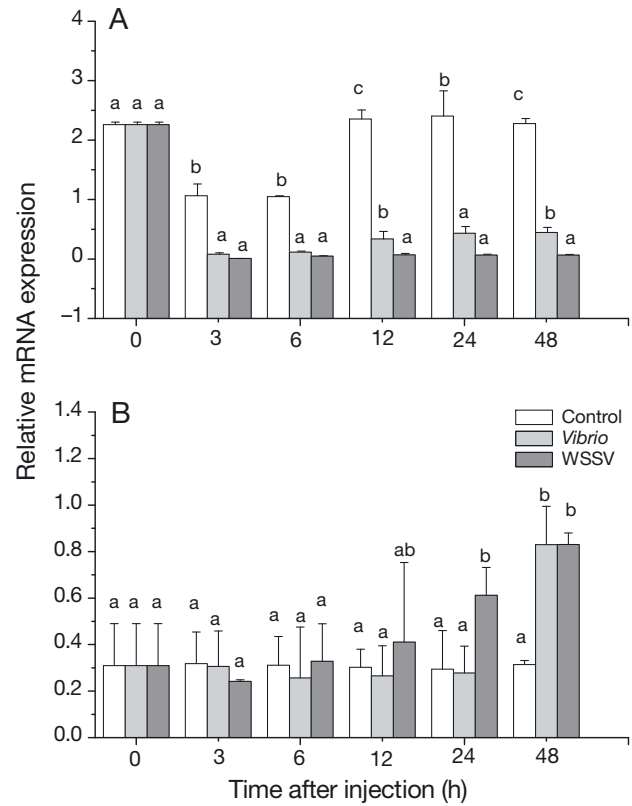 A
4
3
2
1
0
–1
a a a
b
a
a
b
a a
c
b
a
b
a
a
c
b
a
0 3 6 12 24 48
Relative mRNA expression
B
1.4
1.2
1.0
0.8
0.6
0.4
0.2
0.0
Control
Vibrio
WSSV
a a a
a
a
a
a
a
a
a a
ab
a a
b
a
b b
0 3 6 12 24 48
Time after injection (h)